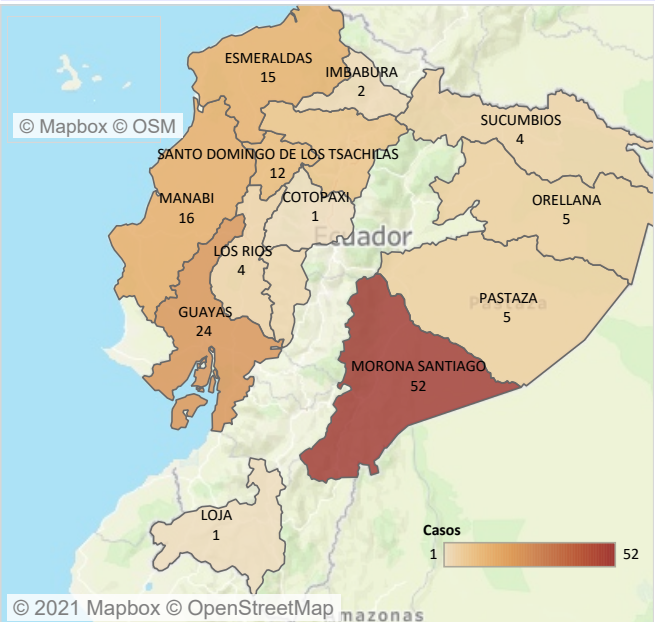 ESMERALDAS
15
IMBABURA
2
© Mapbox © OSM
SUCUMBIOS
4
SANTO DOMINGO DE LOS TSACHILAS
12
MANABI
16
COTOPAXI
1
ORELLANA
5
Ecuador
LOS RIOS
4
PASTAZA
5
Pastaza
GUAYAS
24
MORONA SANTIAGO
52
LOJA
1
Casos
1 52
© 2021 Mapbox © OpenStreetMap
Amazonas